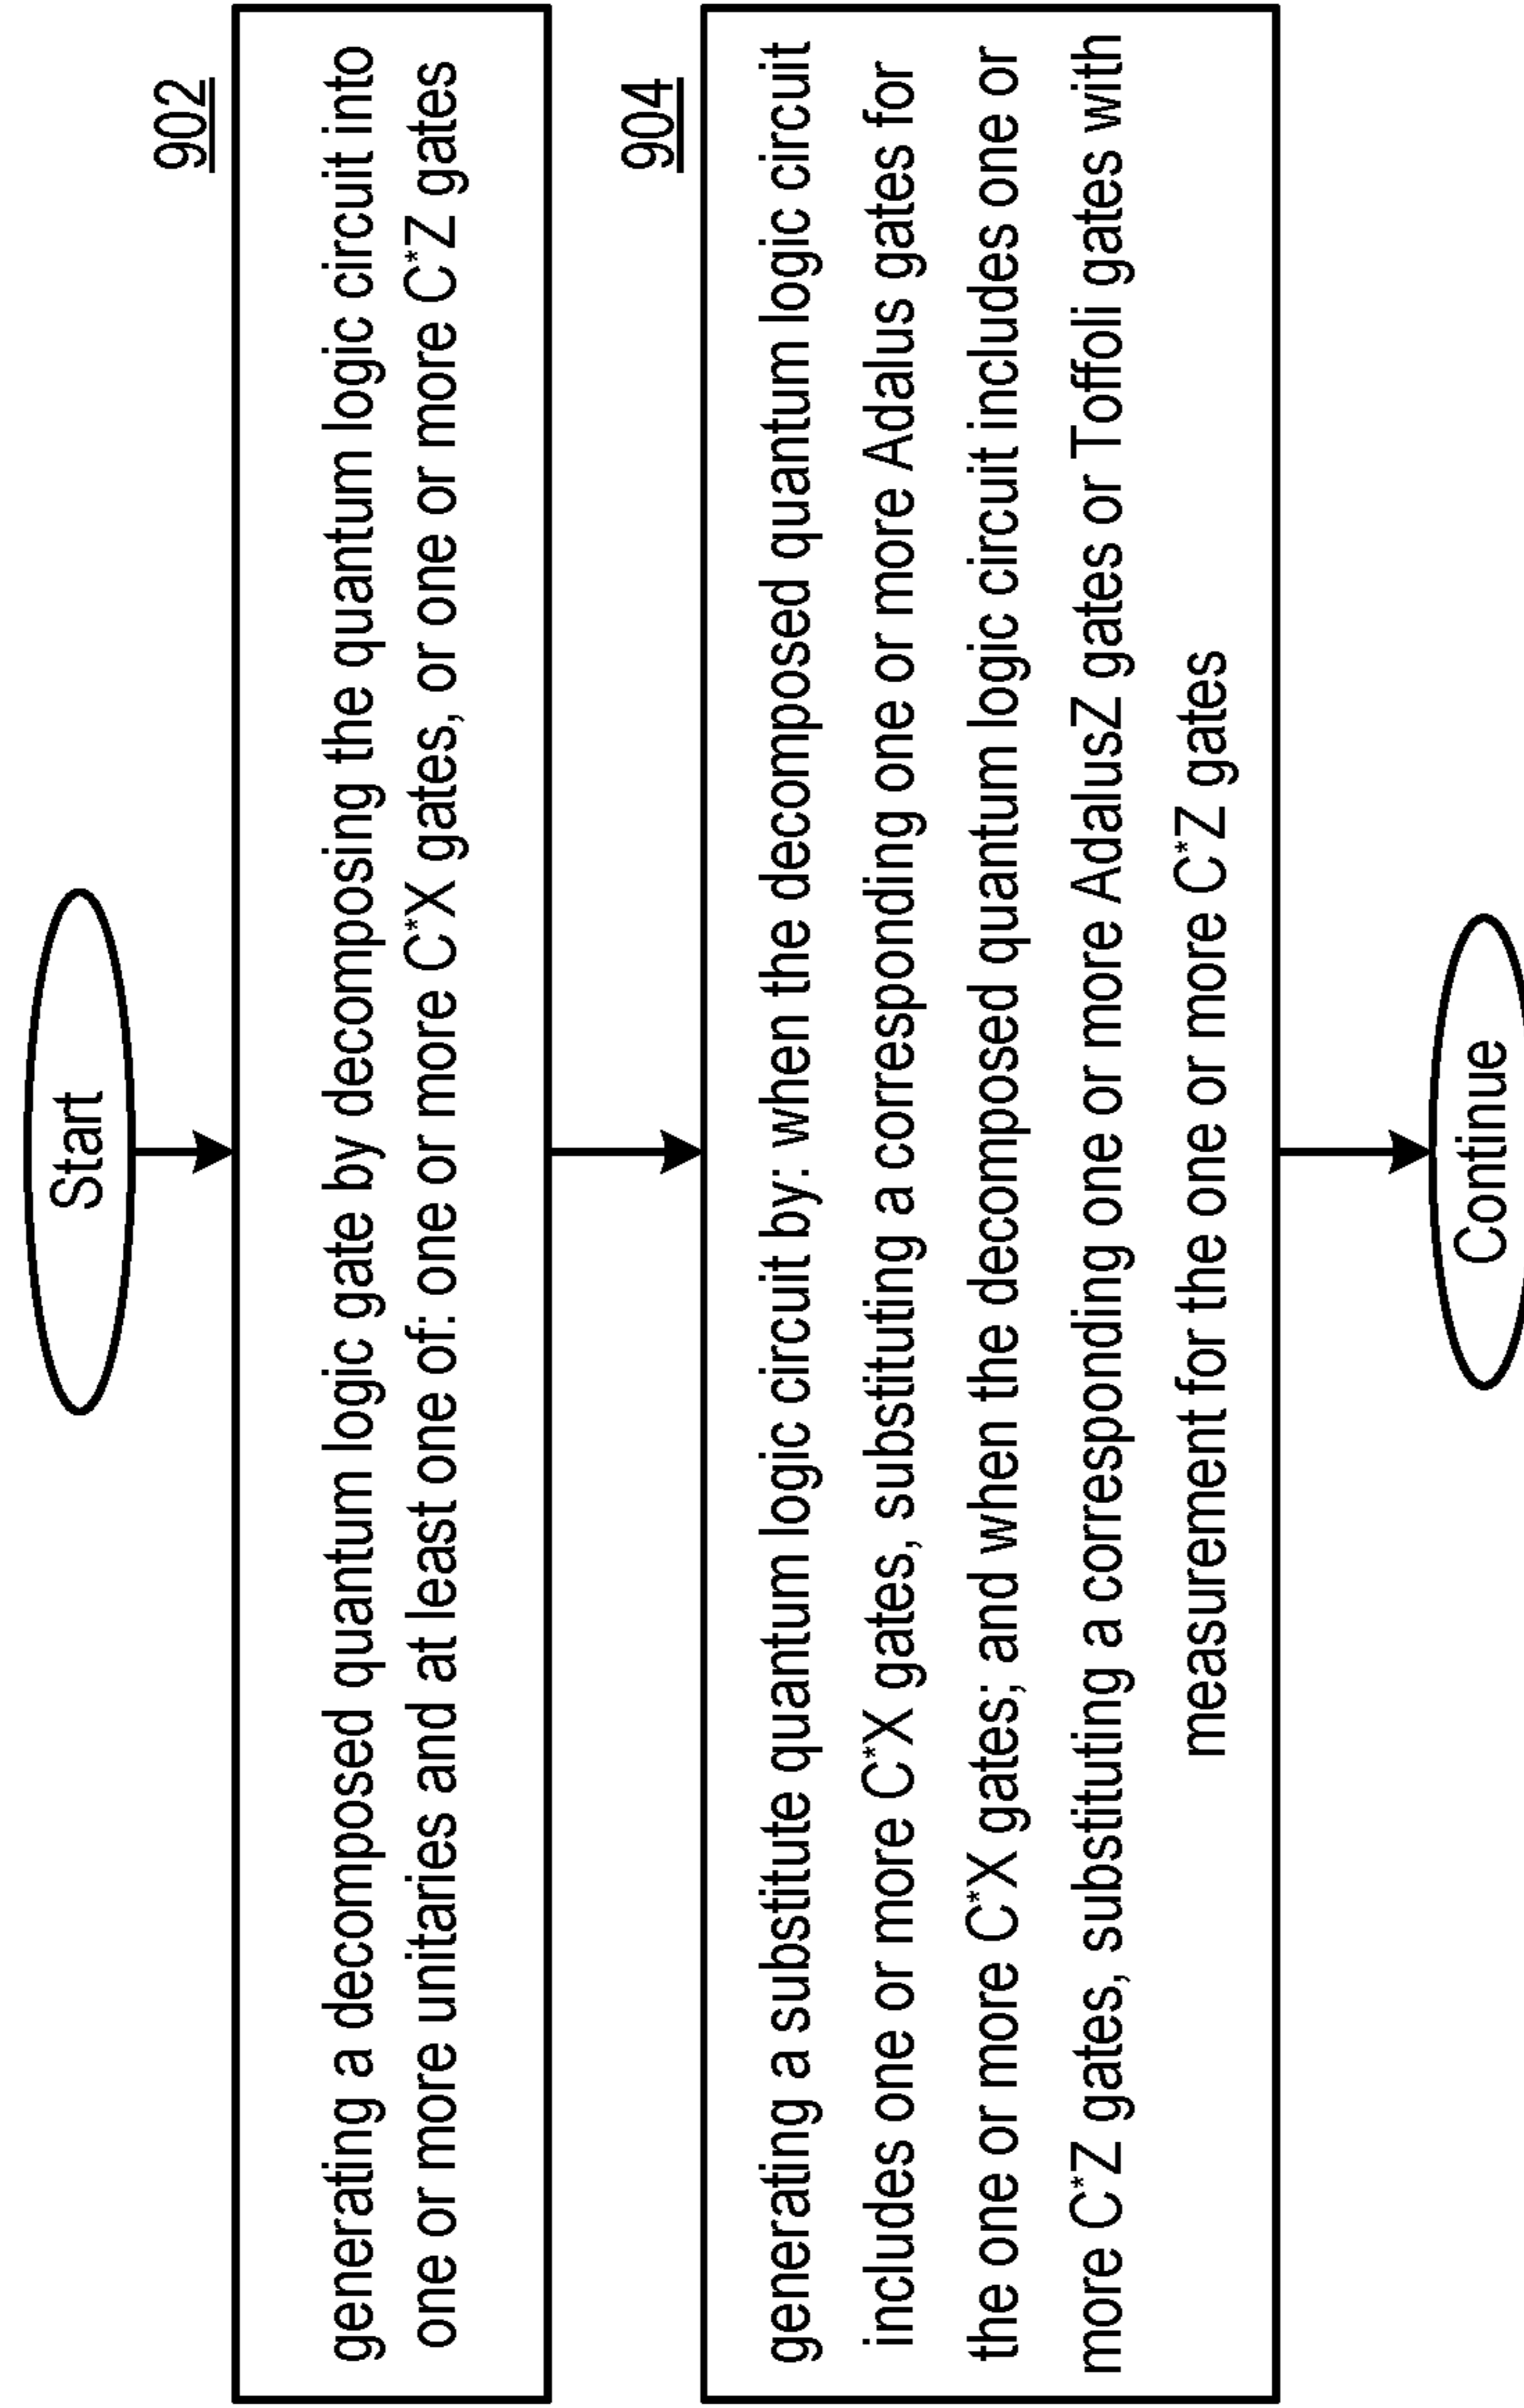 Start
902
generating a decomposed quantum logic gate by decomposing the quantum logic circuit into
one or more unitaries and at least one of: one or more C*X gates, or one or more C*Z gates
904
generating a substitute quantum logic circuit by: when the decomposed quantum logic circuit
includes one or more C*X gates, substituting a corresponding one or more Adalus gates for
the one or more C*X gates; and when the decomposed quantum logic circuit includes one or
more C*Z gates, substituting a corresponding one or more AdalusZ gates or Toffoli gates with
measurement for the one or more C*Z gates
Continue